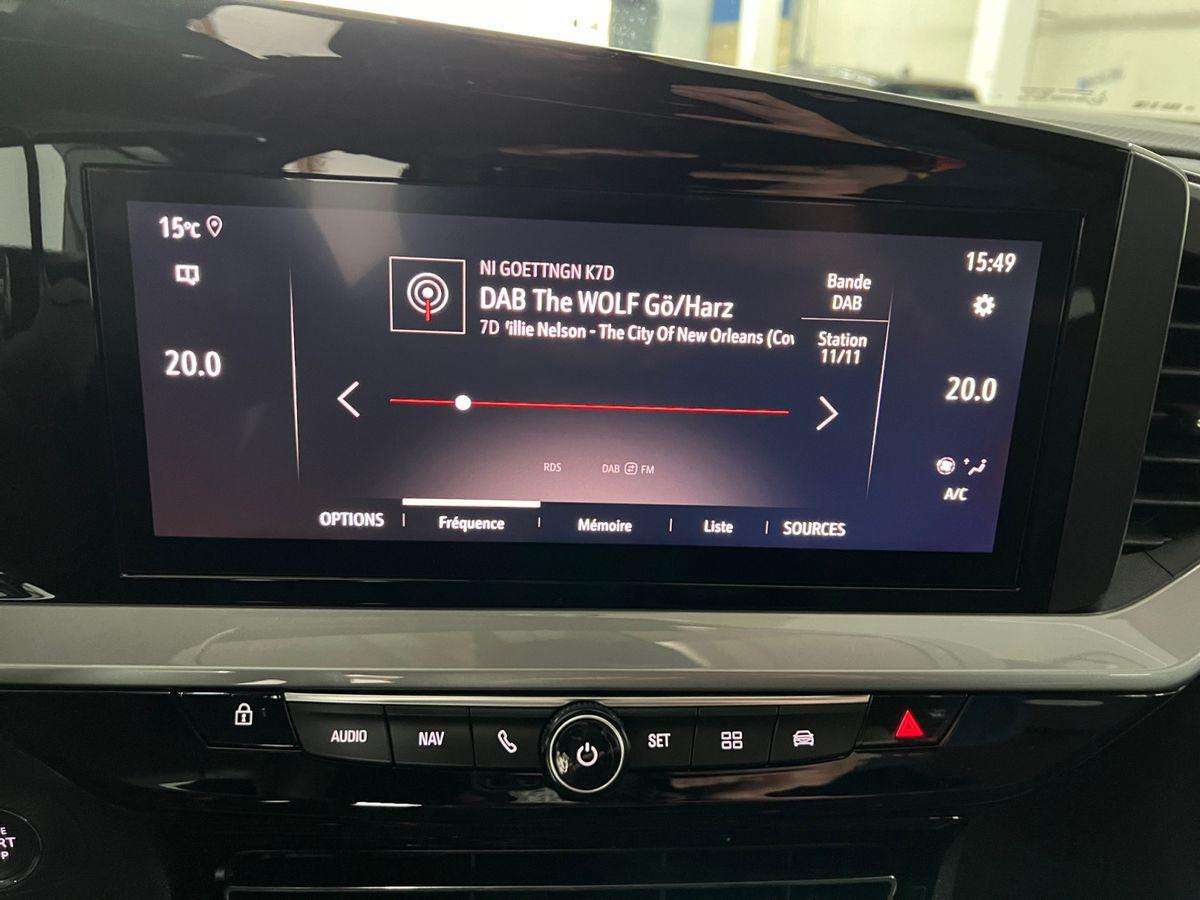 15°C
15:49
NI GOETTNGN K7D
DAB The WOLF Gö/Harz
7D 'illie Nelson - The City Of New Orleans (Cov
Bande
DAB
Station
11/11
20.0
20.0
RDS
DAB FM
A/C
OPTIONS Fréquence Mémoire Liste SOURCES
AUDIO NAV SET